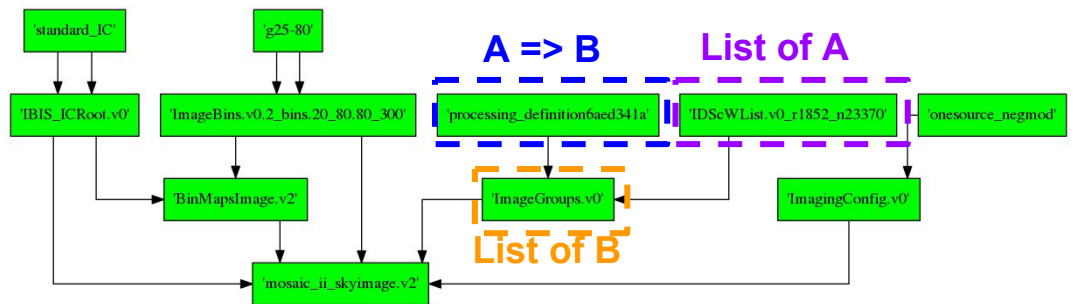 'standard_IC'
'g25-80'
A => B
List of A
'IBIS_ICRoot.v0'
'ImageBins.v0.2_bins.20_80.80_300'
'processing_definition6aed341a'
'IDScWList.v0_r1852_n23370'
'onesource_negmod'
'BinMapsImage.v2'
'ImageGroups.v0'
'ImagingConfig.v0'
List of B
'mosaic_ii_skyimage.v2'